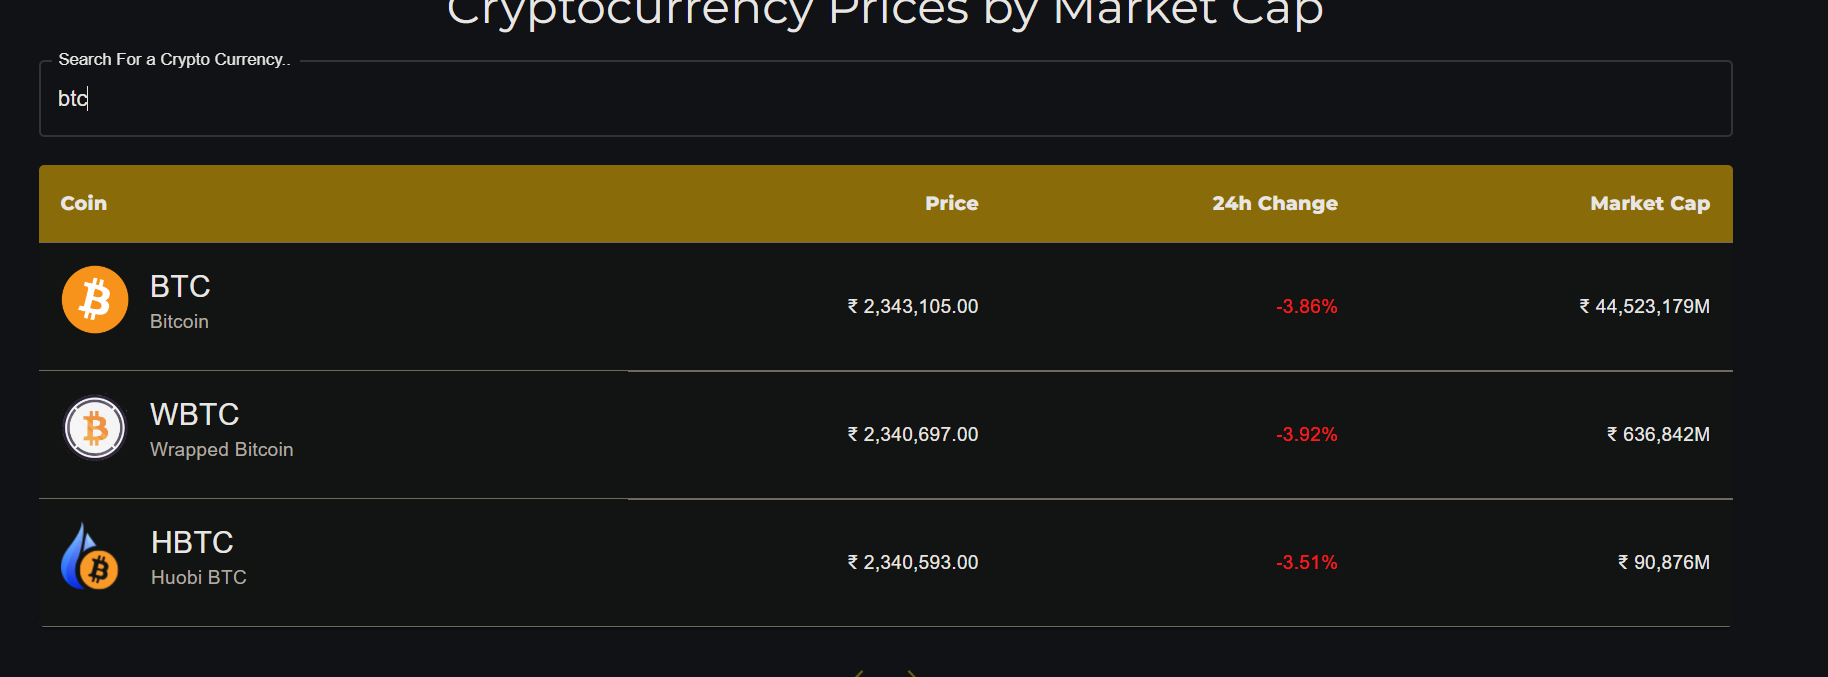 Cryptocurrency Prices by Market Cap
Search For a Crypto Currency..
btc
Coin Price 24h Change Market Cap
BTC
Bitcoin
₹ 2,343,105.00 -3.86% ₹ 44,523,179M
WBTC
Wrapped Bitcoin
₹ 2,340,697.00 -3.92% ₹ 636,842M
HBTC
Huobi BTC
₹ 2,340,593.00 -3.51% ₹ 90,876M